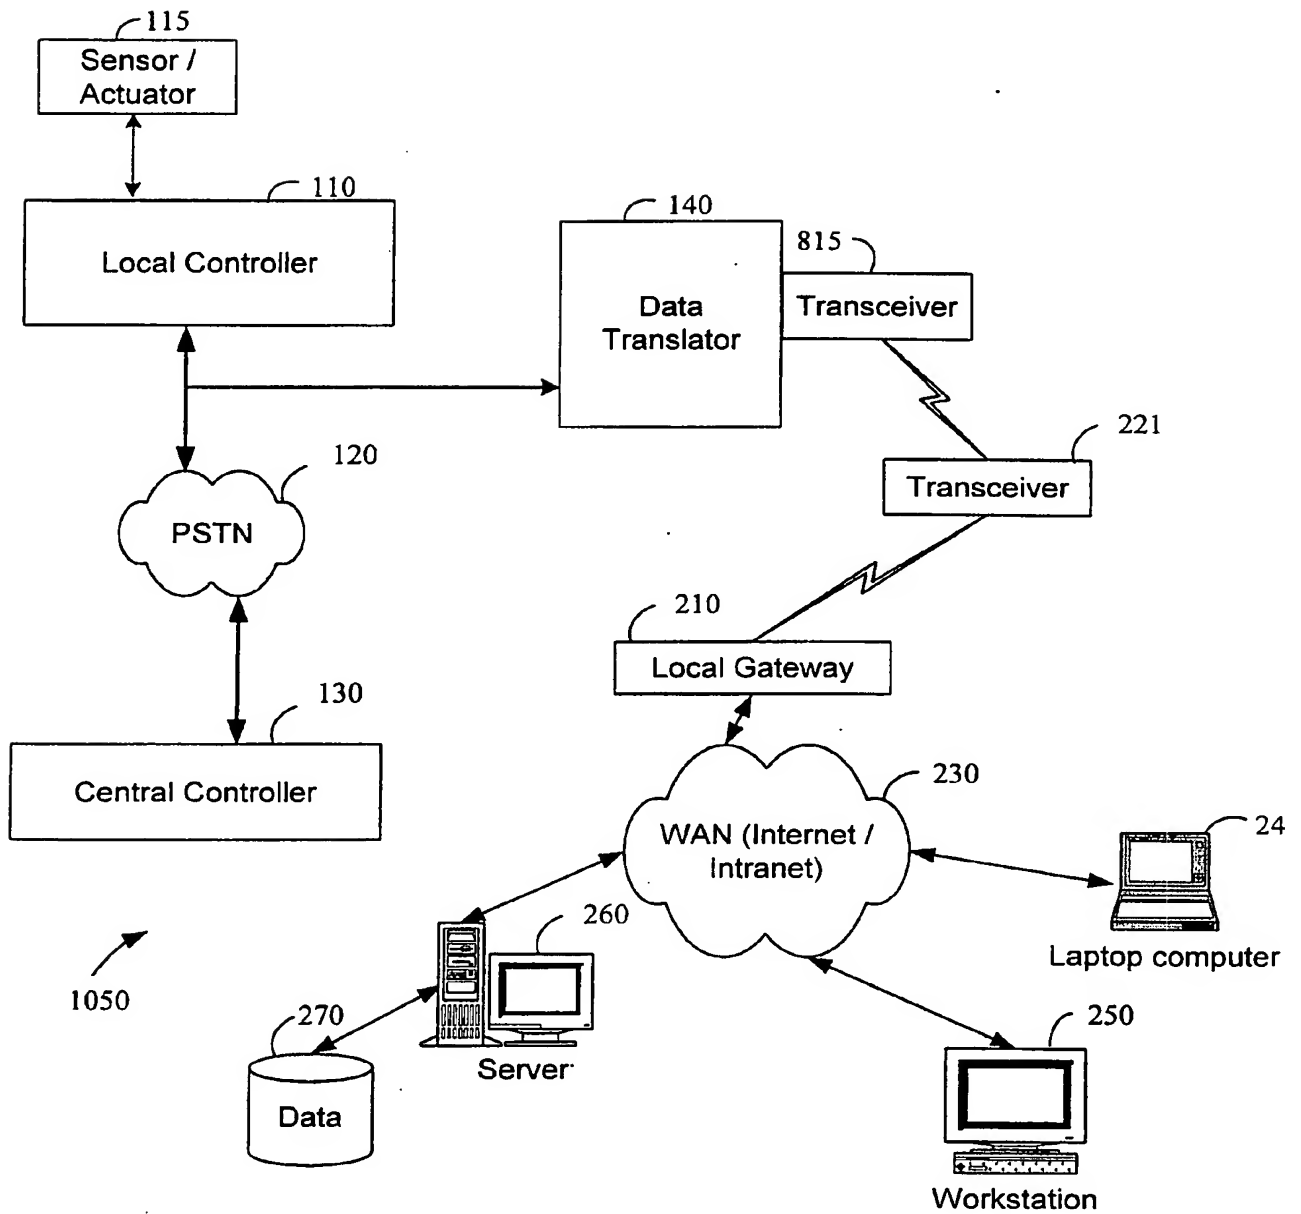 115
Sensor /
Actuator
110
Local Controller
140
Data
Translator
815
Transceiver
221
Transceiver
120
PSTN
210
Local Gateway
130
Central Controller
230
WAN (Internet /
Intranet)
24
Laptop computer
260
Server
1050
270
Data
250
Workstation